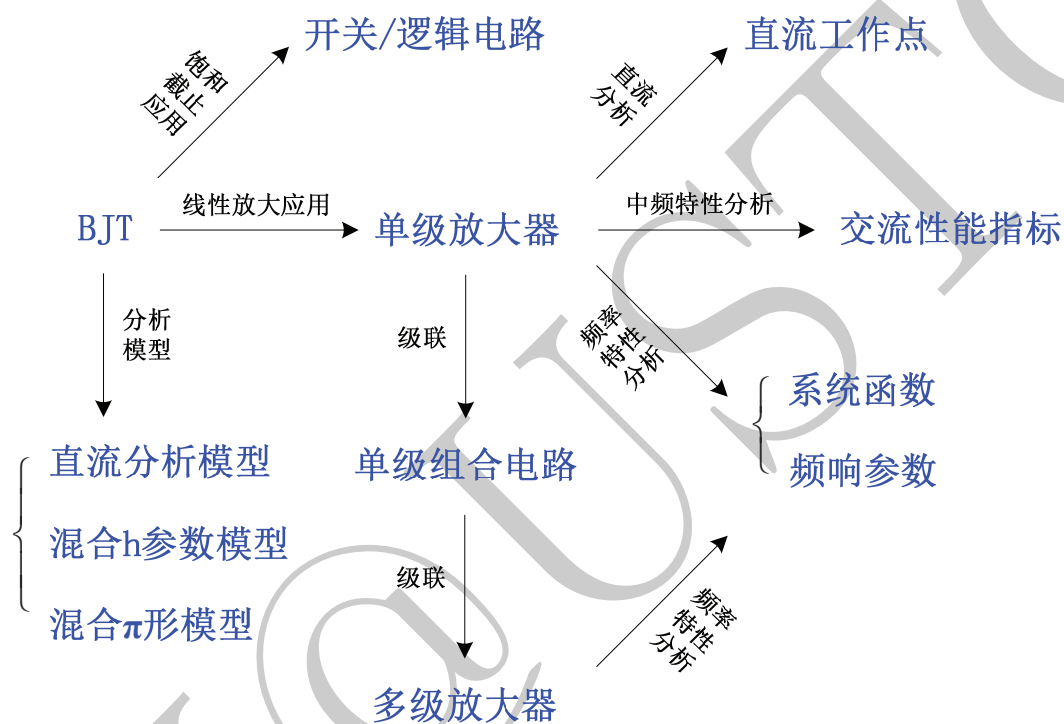 开关/逻辑电路
直流工作点
饱和
截止
应用
直流
分析
BJT
线性放大应用
单级放大器
中频特性分析
交流性能指标
分析
模型
级联
频率
特性
分析
系统函数
频响参数
直流分析模型
混合h参数模型
混合π形模型
单级组合电路
级联
频率
特性
分析
多级放大器
@USTC